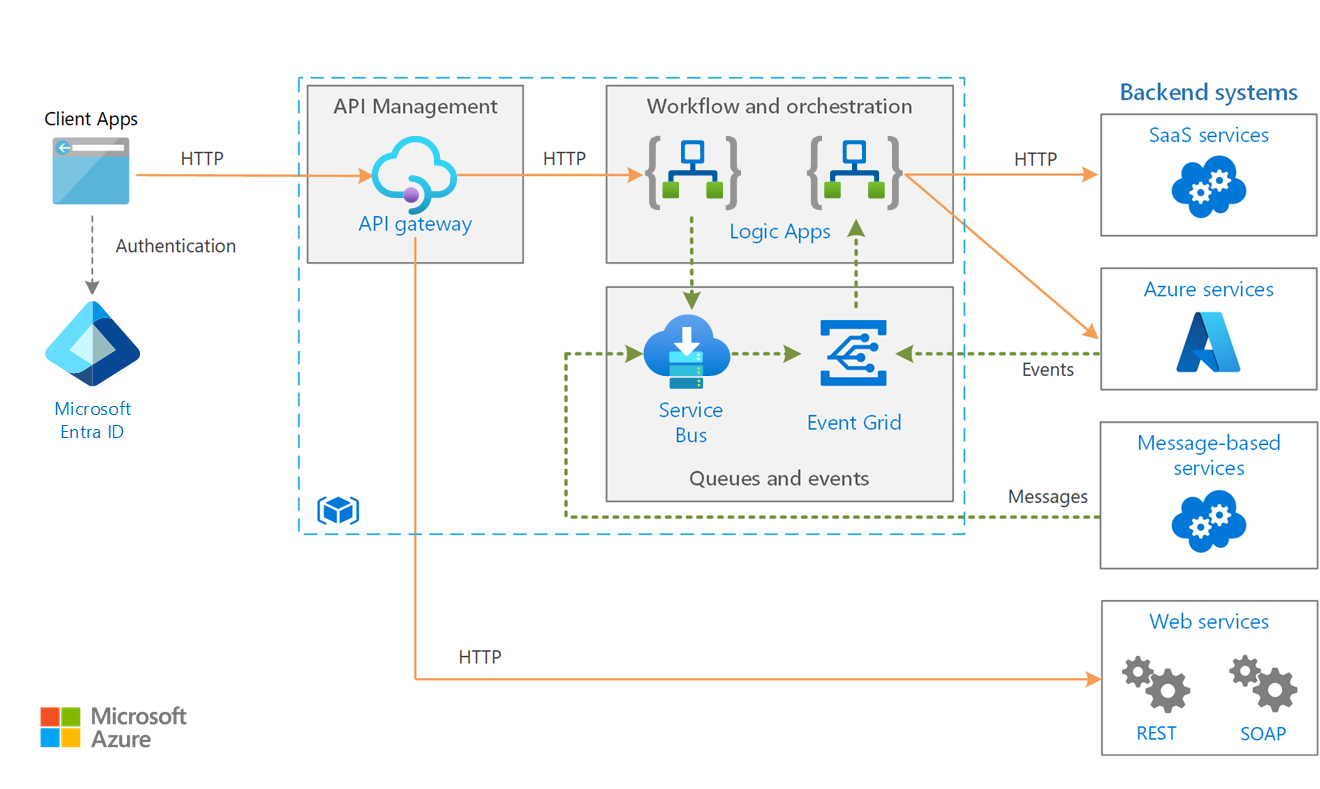 Client Apps
HTTP
Authentication
Microsoft
Entra ID
API Management
API gateway
HTTP
Workflow and orchestration
Logic Apps
Service
Bus
Event Grid
Queues and events
HTTP
Events
Messages
HTTP
Backend systems
SaaS services
Azure services
Message-based
services
Web services
REST
SOAP
Microsoft
Azure